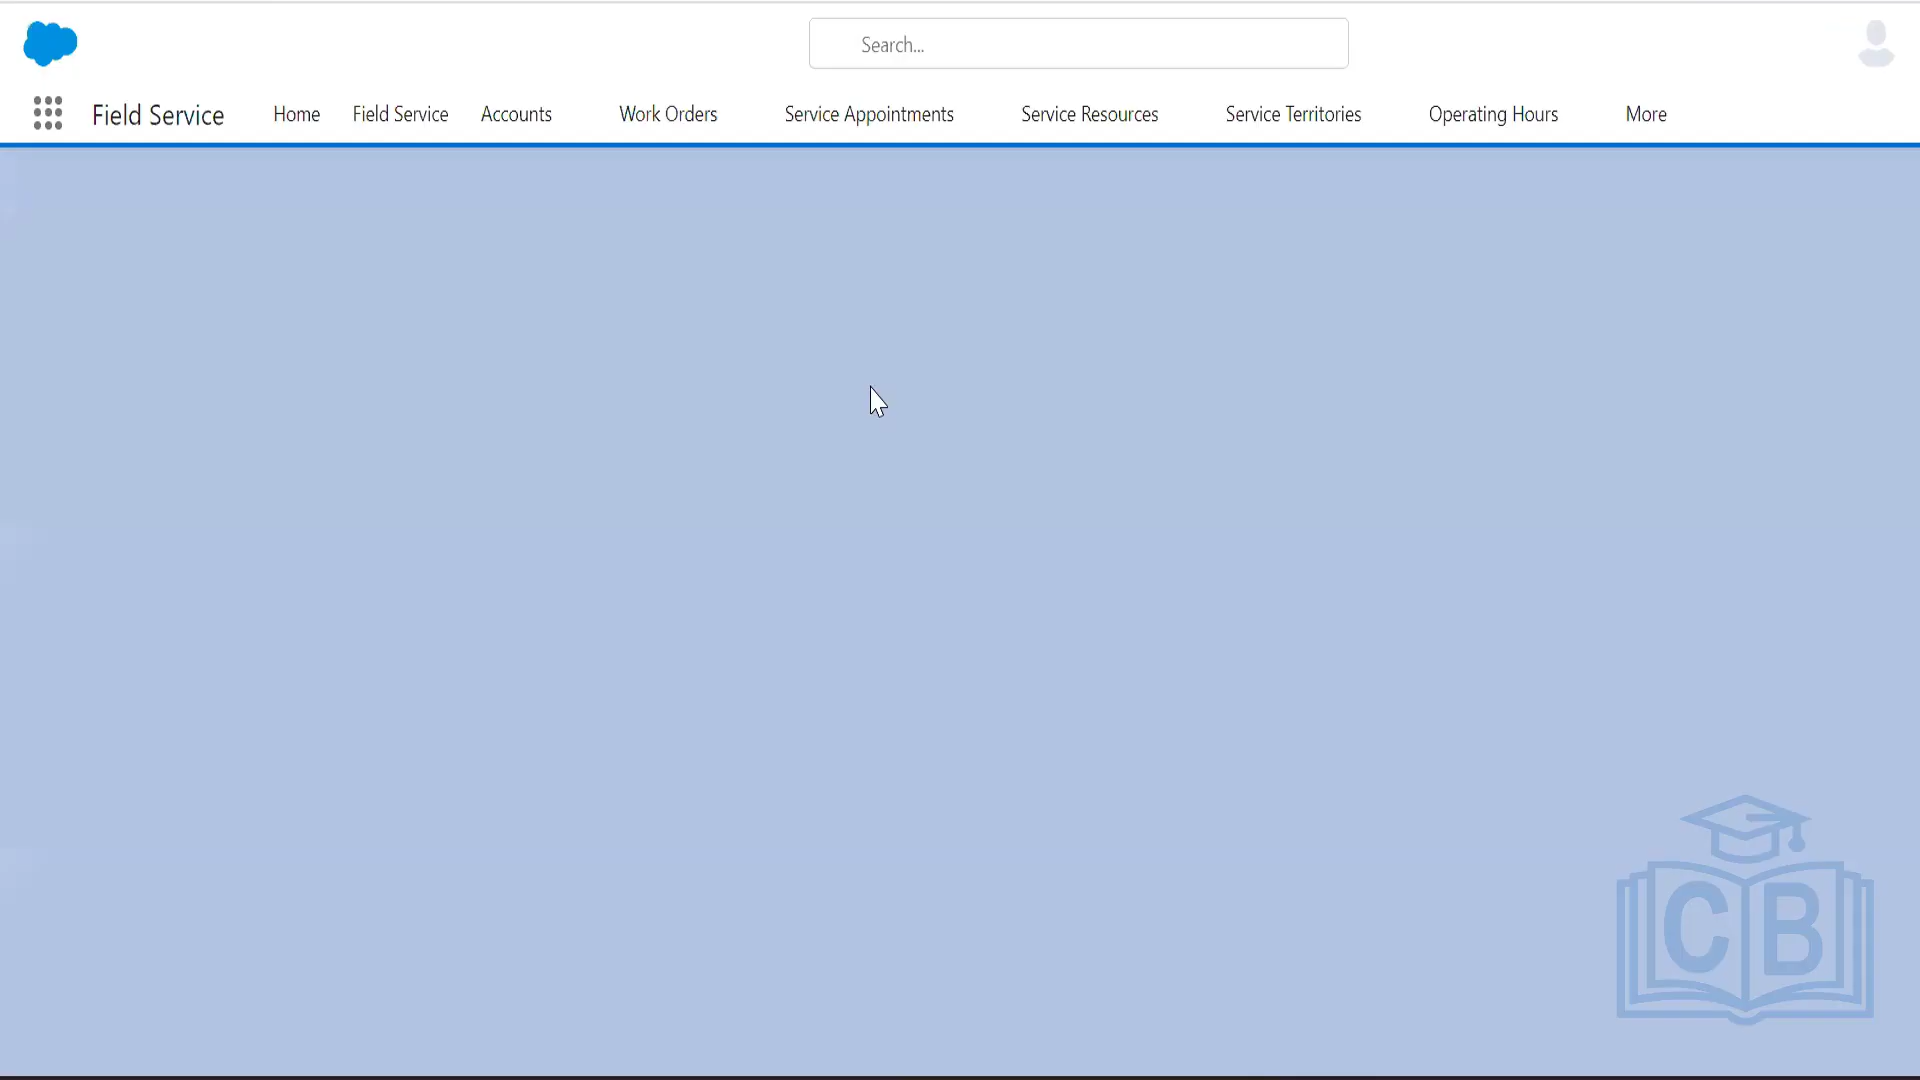 Search...
Field Service Home Field Service Accounts Work Orders Service Appointments Service Resources Service Territories Operating Hours More
CB